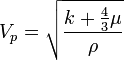 $V_p = \sqrt{\frac{k + \frac{4}{3}\mu}{\rho}}$